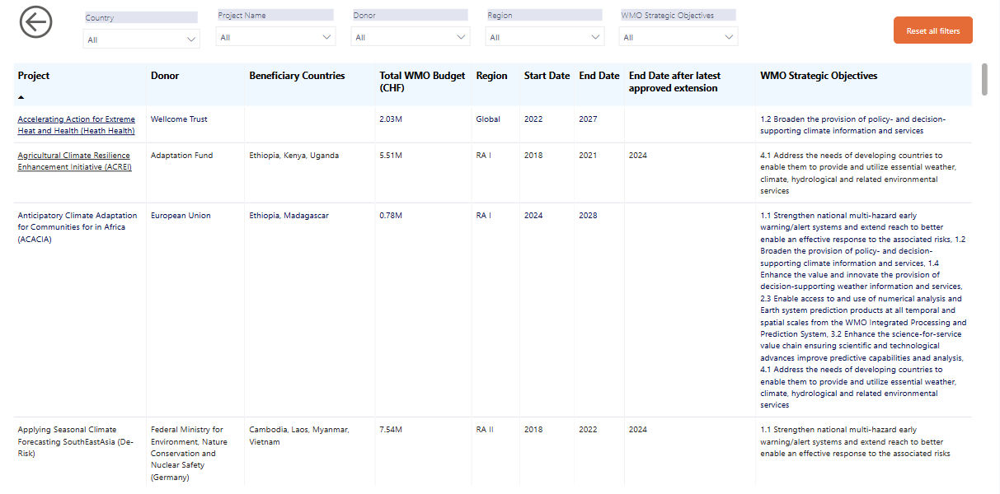 Country
Project Name
Donor
Region
WMO Strategic Objectives
All
All
All
All
All
Reset all filters
Project
Donor
Beneficiary Countries
Total WMO Budget
(CHF)
Region
Start Date
End Date
End Date after latest
approved extension
WMO Strategic Objectives
Accelerating Action for Extreme
Heat and Health (Heath Health)
Wellcome Trust
2.03M
Global
2022
2027
1.2 Broaden the provision of policy- and decision-
supporting climate information and services
Agricultural Climate Resilience
Enhancement Initiative (ACREI)
Adaptation Fund
Ethiopia, Kenya, Uganda
5.51M
RA I
2018
2021
2024
4.1 Address the needs of developing countries to
enable them to provide and utilize essential weather,
climate, hydrological and related environmental
services
Anticipatory Climate Adaptation
for Communities for in Africa
(ACACIA)
European Union
Ethiopia, Madagascar
0.78M
RA I
2024
2028
1.1 Strengthen national multi-hazard early
warning/alert systems and extend reach to better
enable an effective response to the associated risks, 1.2
Broaden the provision of policy- and decision-
supporting climate information and services, 1.4
Enhance the value and innovate the provision of
decision-supporting weather information and services,
2.3 Enable access to and use of numerical analysis and
Earth system prediction products at all temporal and
spatial scales from the WMO Integrated Processing and
Prediction System, 3.2 Enhance the science-for-service
value chain ensuring scientific and technological
advances improve predictive capabilities anad analysis,
4.1 Address the needs of developing countries to
enable them to provide and utilize essential weather,
climate, hydrological and related environmental
services
Applying Seasonal Climate
Forecasting SouthEastAsia (De-
Risk)
Federal Ministry for
Environment, Nature
Conservation and
Nuclear Safety
(Germany)
Cambodia, Laos, Myanmar,
Vietnam
7.54M
RA II
2018
2022
2024
1.1 Strengthen national multi-hazard early
warning/alert systems and extend reach to better
enable an effective response to the associated risks